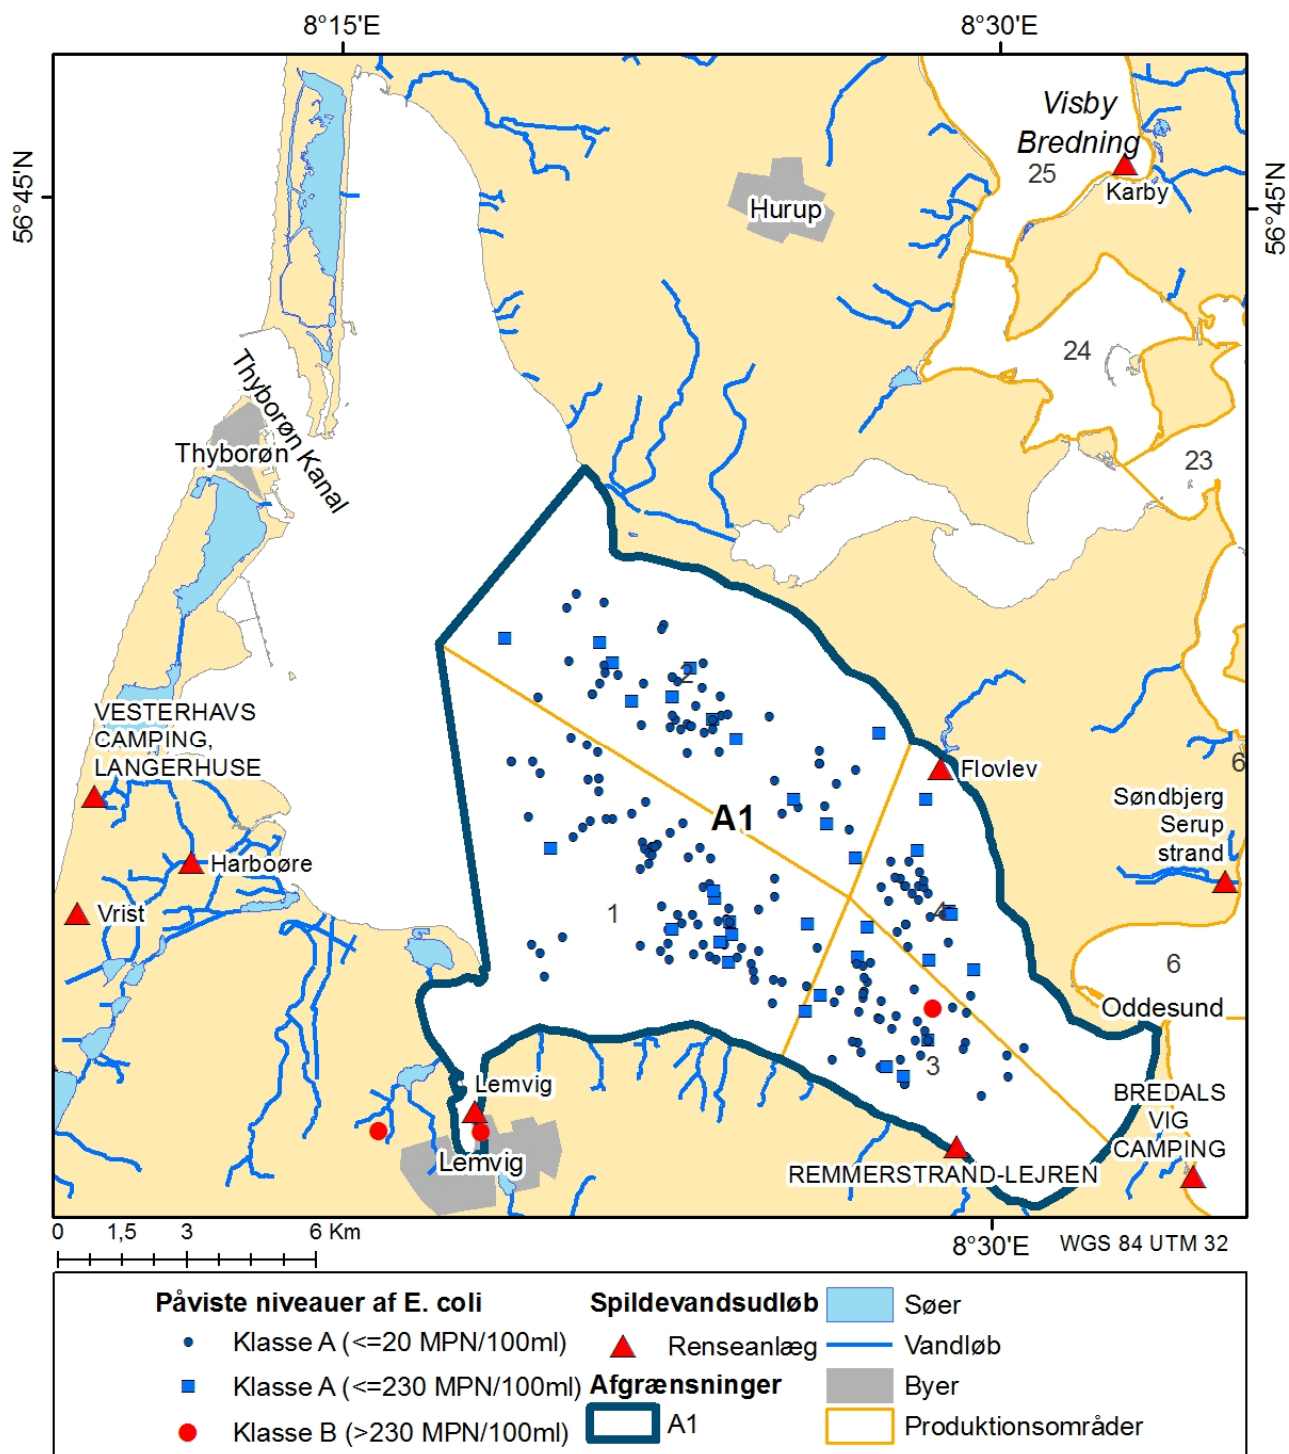 8°15'E
8°30'E
56°45'N
56°45'N
Visby
Bredning
25
Karby
Hurup
24
Thyborøn Kanal
Thyborøn
23
2
VESTERHAVS
CAMPING,
LANGERHUSE
6
Flovlev
Søndbjerg
Serup
strand
A1
Harboøre
Vrist
1
4
6
Oddesund
3
Lemvig
BREDALS
VIG
CAMPING
Lemvig
REMMERSTRAND-LEJREN
0 1,5 3 6 Km
8°30'E
WGS 84 UTM 32
Påviste niveauer af E. coli
Klasse A (<=20 MPN/100ml)
Klasse A (<=230 MPN/100ml)
Klasse B (>230 MPN/100ml)
Spildevandsudløb
Renseanlæg
Afgrænsninger
A1
Søer
Vandløb
Byer
Produktionsområder